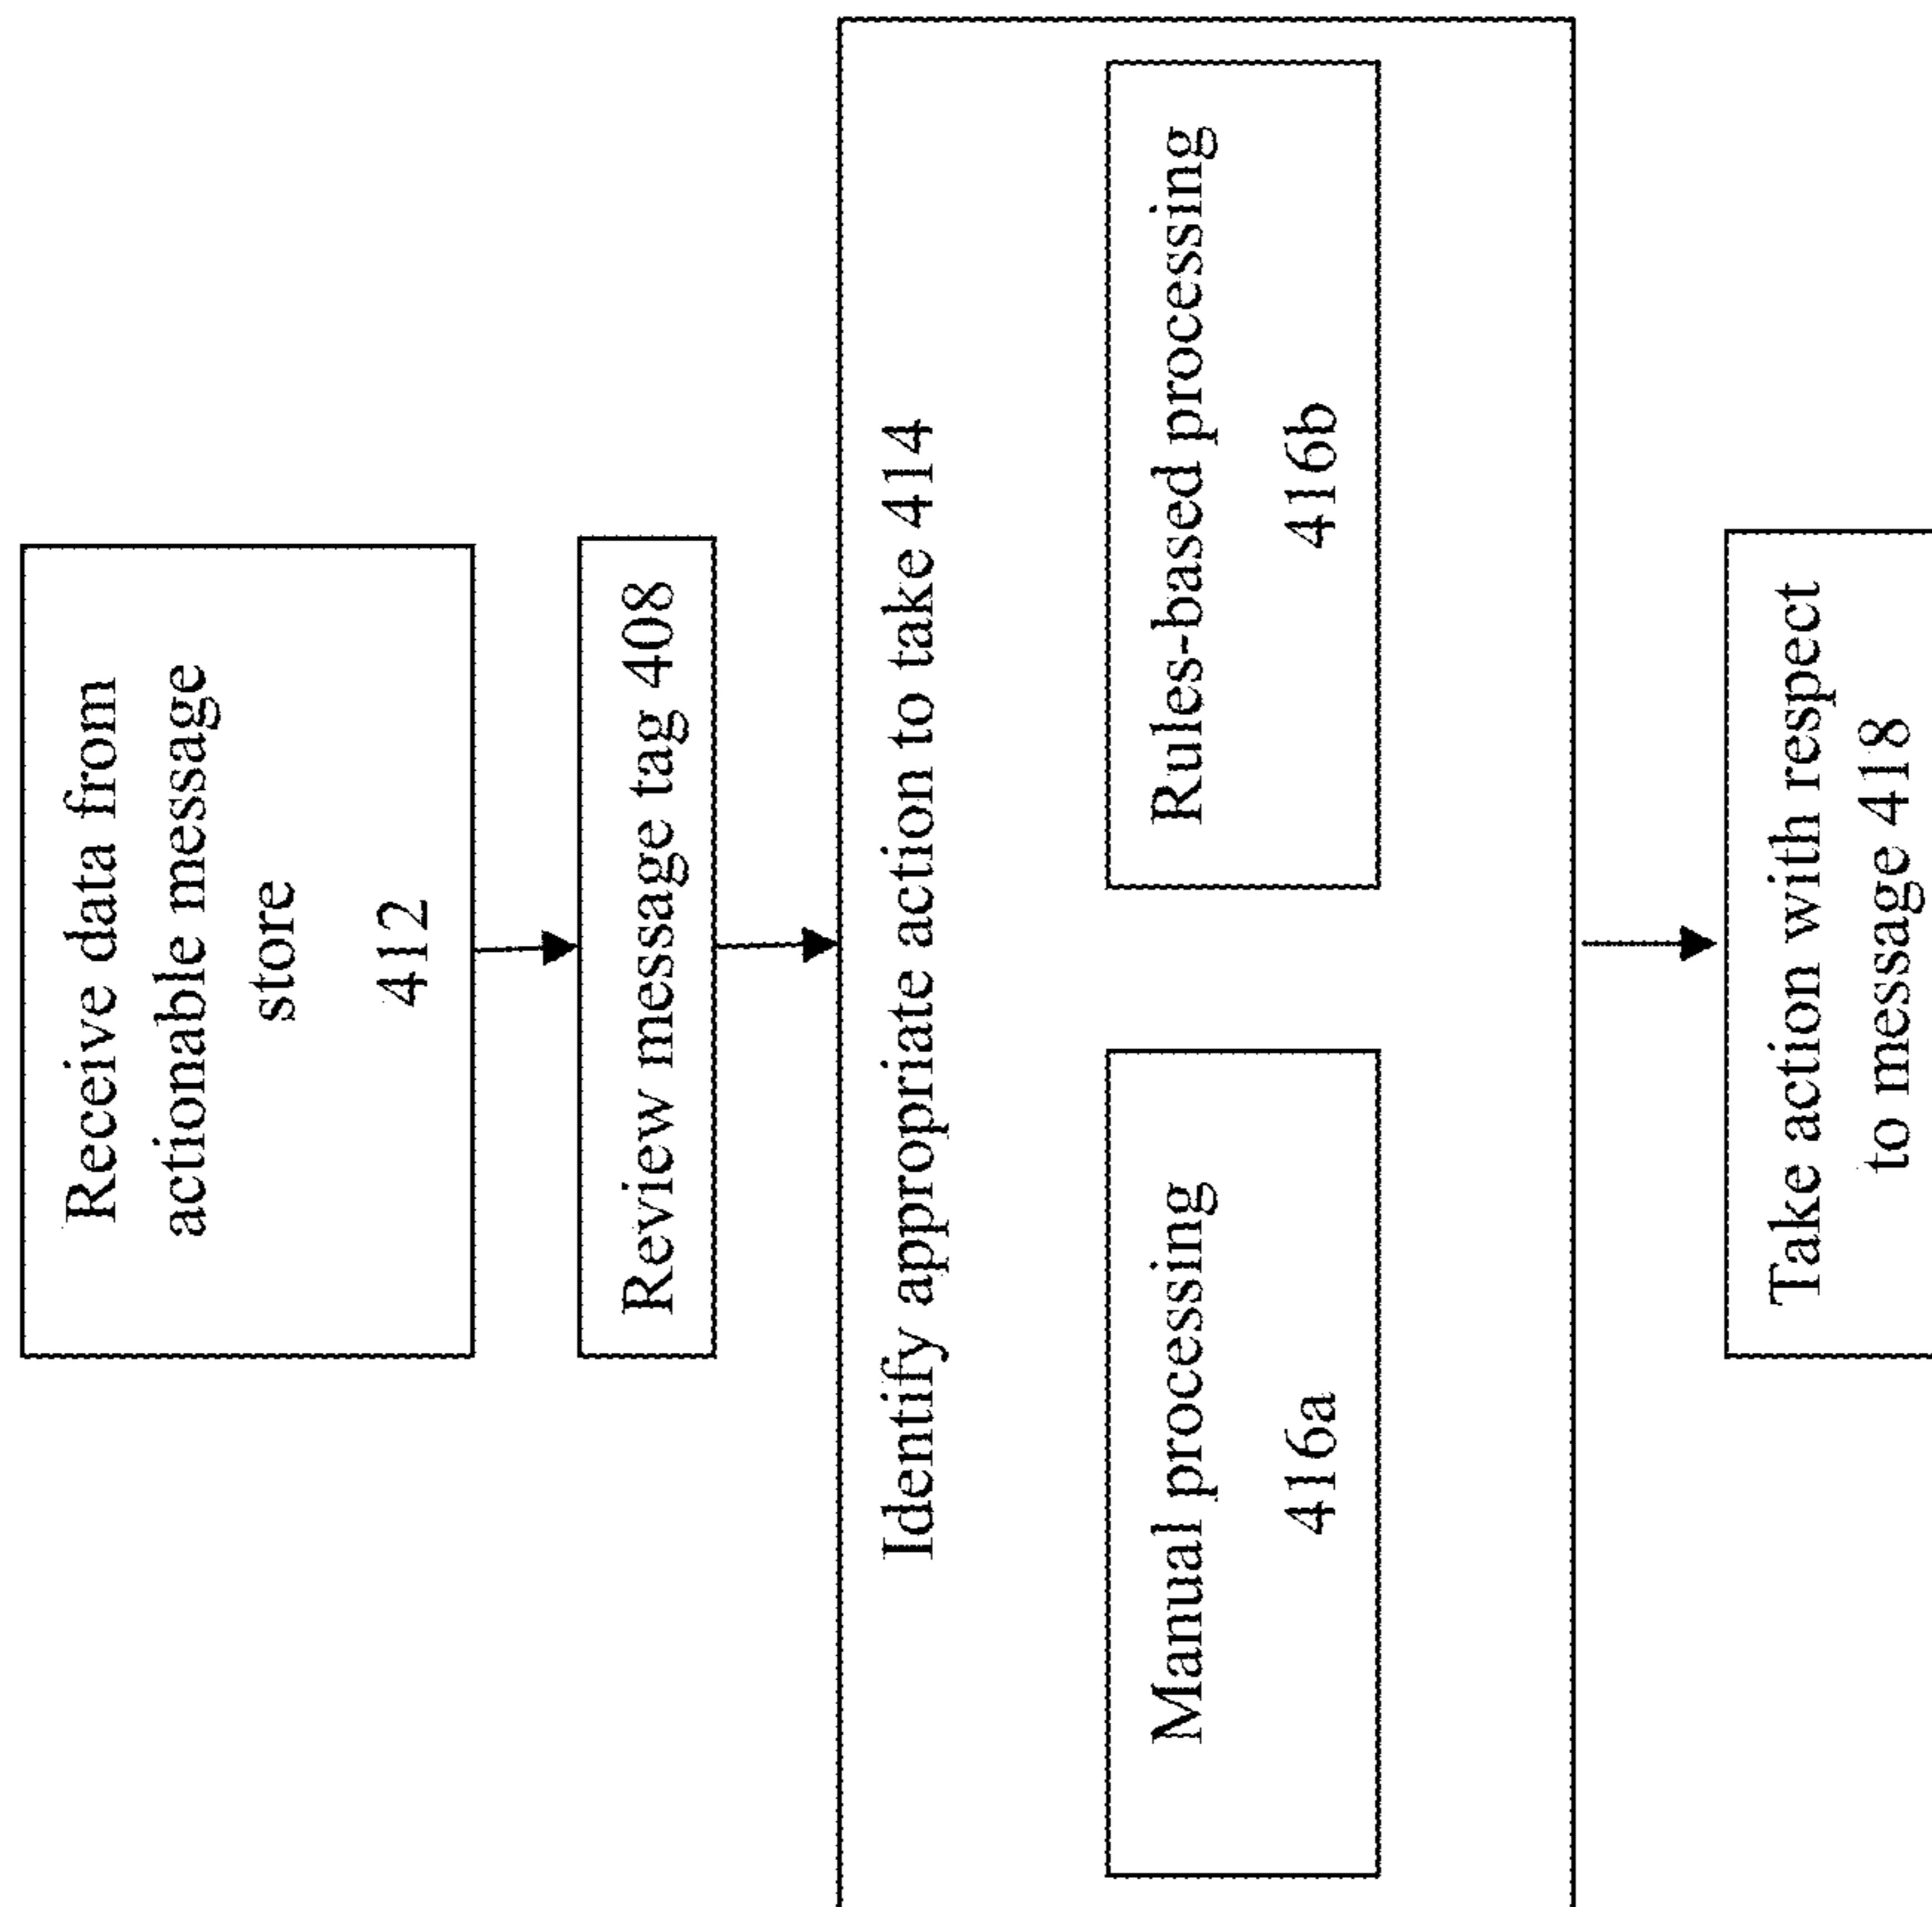 Receive data from
actionable message
store
412
Review message tag 408
Identify appropriate action to take 414
Manual processing
416a
Rules-based processing
416b
Take action with respect
to message 418